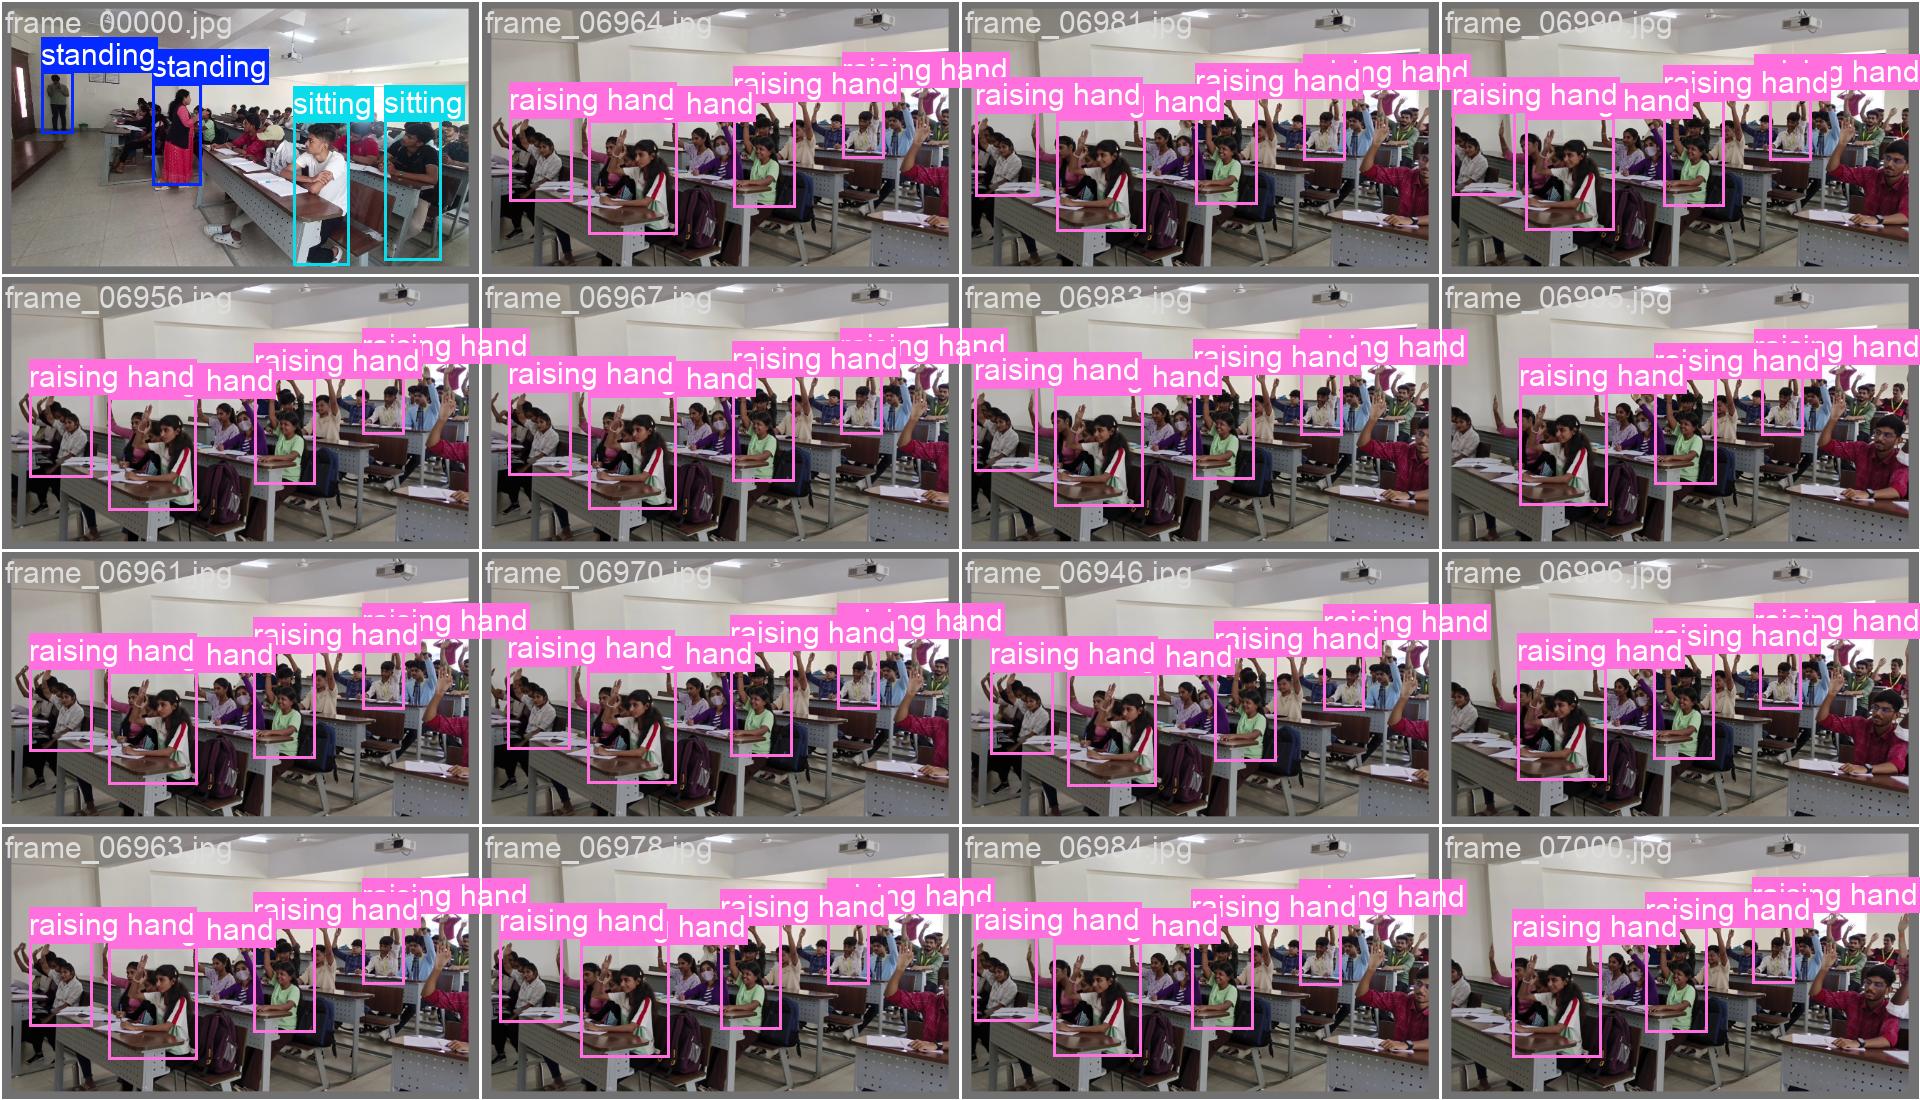 frame_00000.jpg
standing
standing
sitting
sitting
frame_06964.jpg
raising hand
raising hand
raising hand
hand
frame_06981.jpg
hand
raising hand
raising hand
hand
frame_06990.jpg
hand
raising hand
raising hand
hand
frame_06956.jpg
raising hand
raising hand
raising hand
hand
frame_06967.jpg
raising hand
raising hand
raising hand
hand
frame_06983.jpg
hand
raising hand
raising hand
hand
frame_06995.jpg
raising hand
raising hand
raising hand
frame_06961.jpg
raising hand
raising hand
raising hand
hand
frame_06970.jpg
hand
raising hand
raising hand
hand
frame_06946.jpg
raising hand
raising hand
raising hand
hand
frame_06996.jpg
raising hand
raising hand
raising hand
frame_06963.jpg
raising hand
raising hand
raising hand
hand
frame_06978.jpg
hand
raising hand
raising hand
hand
frame_06984.jpg
hand
raising hand
raising hand
hand
frame_07000.jpg
raising hand
raising hand
raising hand